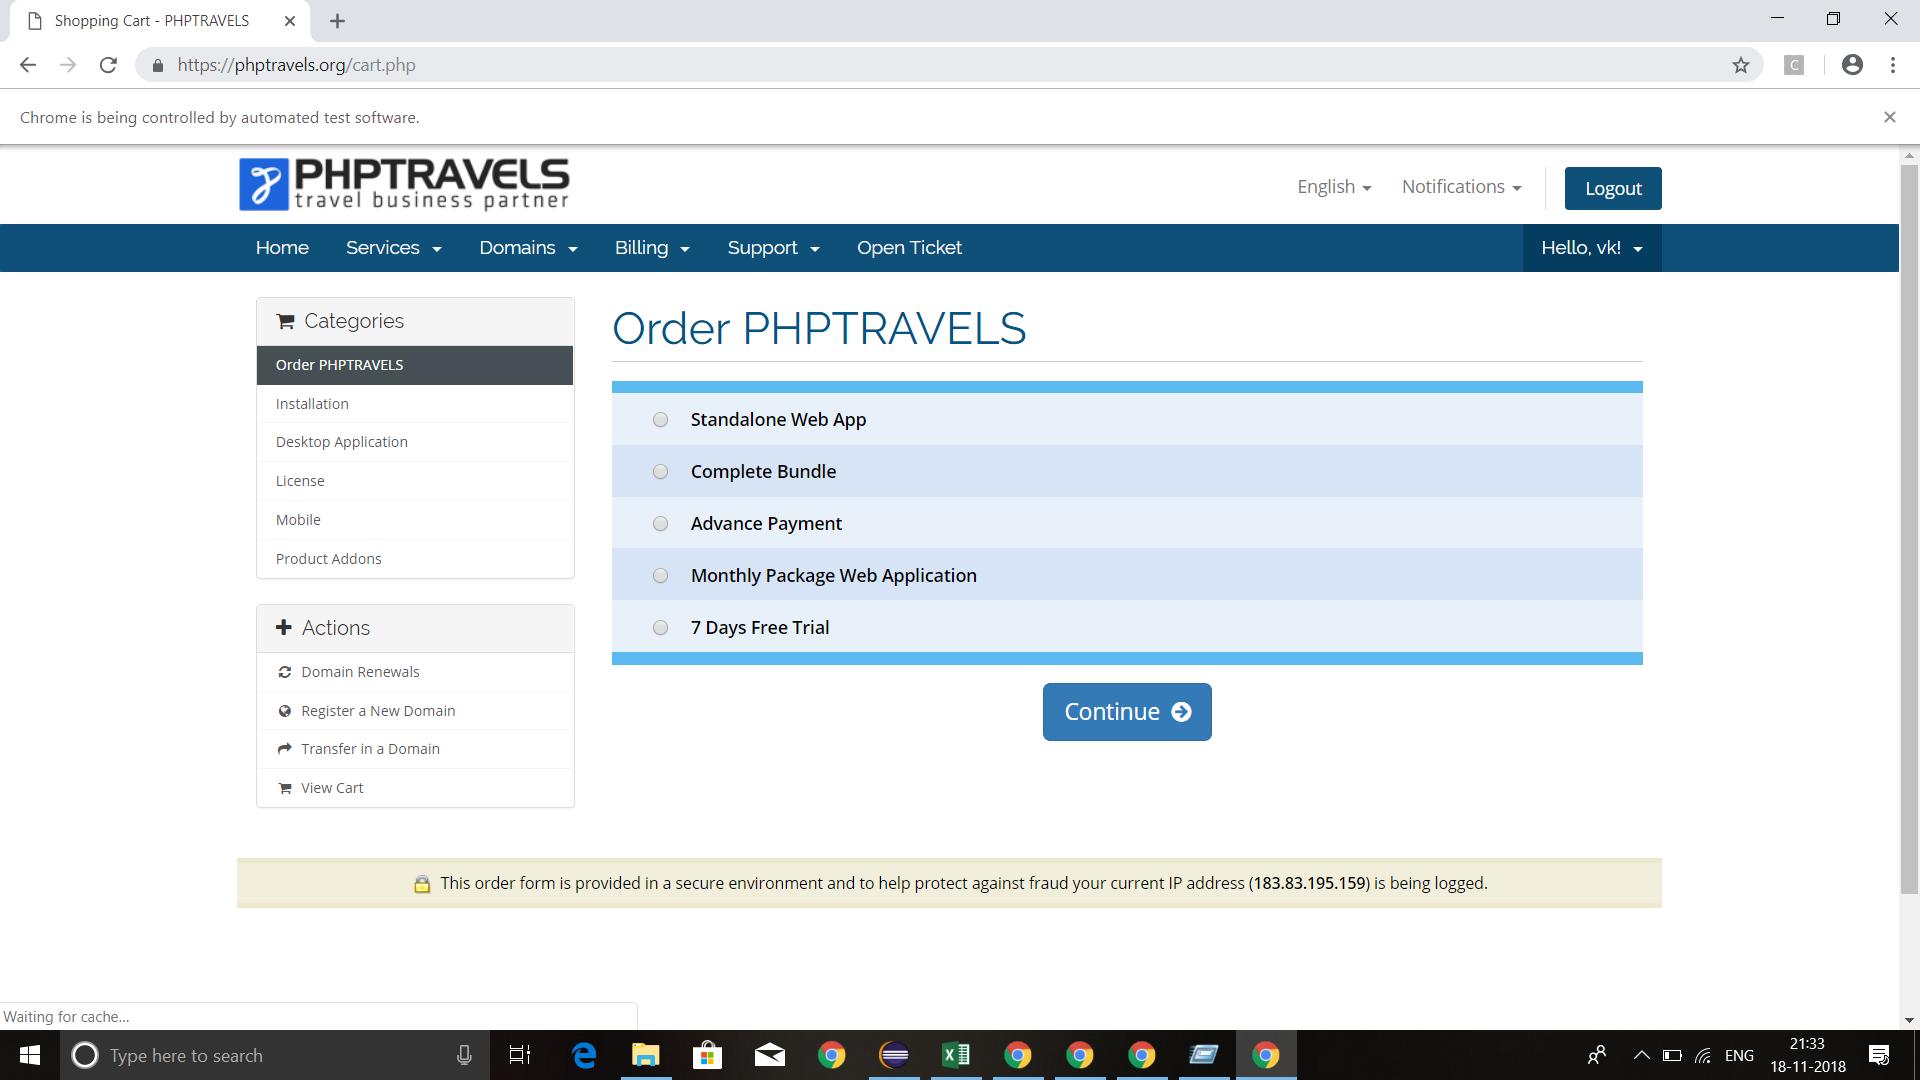 Shopping Cart - PHPTRAVELS
https://phptravels.org/cart.php
C
Chrome is being controlled by automated test software.
PHPTRAVELS
travel business partner
English
Notifications
Logout
Home
Services
Domains
Billing
Support
Open Ticket
Hello, vk!
Categories
Order PHPTRAVELS
Installation
Desktop Application
License
Mobile
Product Addons
Actions
Domain Renewals
Register a New Domain
Transfer in a Domain
View Cart
Order PHPTRAVELS
Standalone Web App
Complete Bundle
Advance Payment
Monthly Package Web Application
7 Days Free Trial
Continue
This order form is provided in a secure environment and to help protect against fraud your current IP address (183.83.195.159) is being logged.
Waiting for cache...
Type here to search
ENG
21:33
18-11-2018